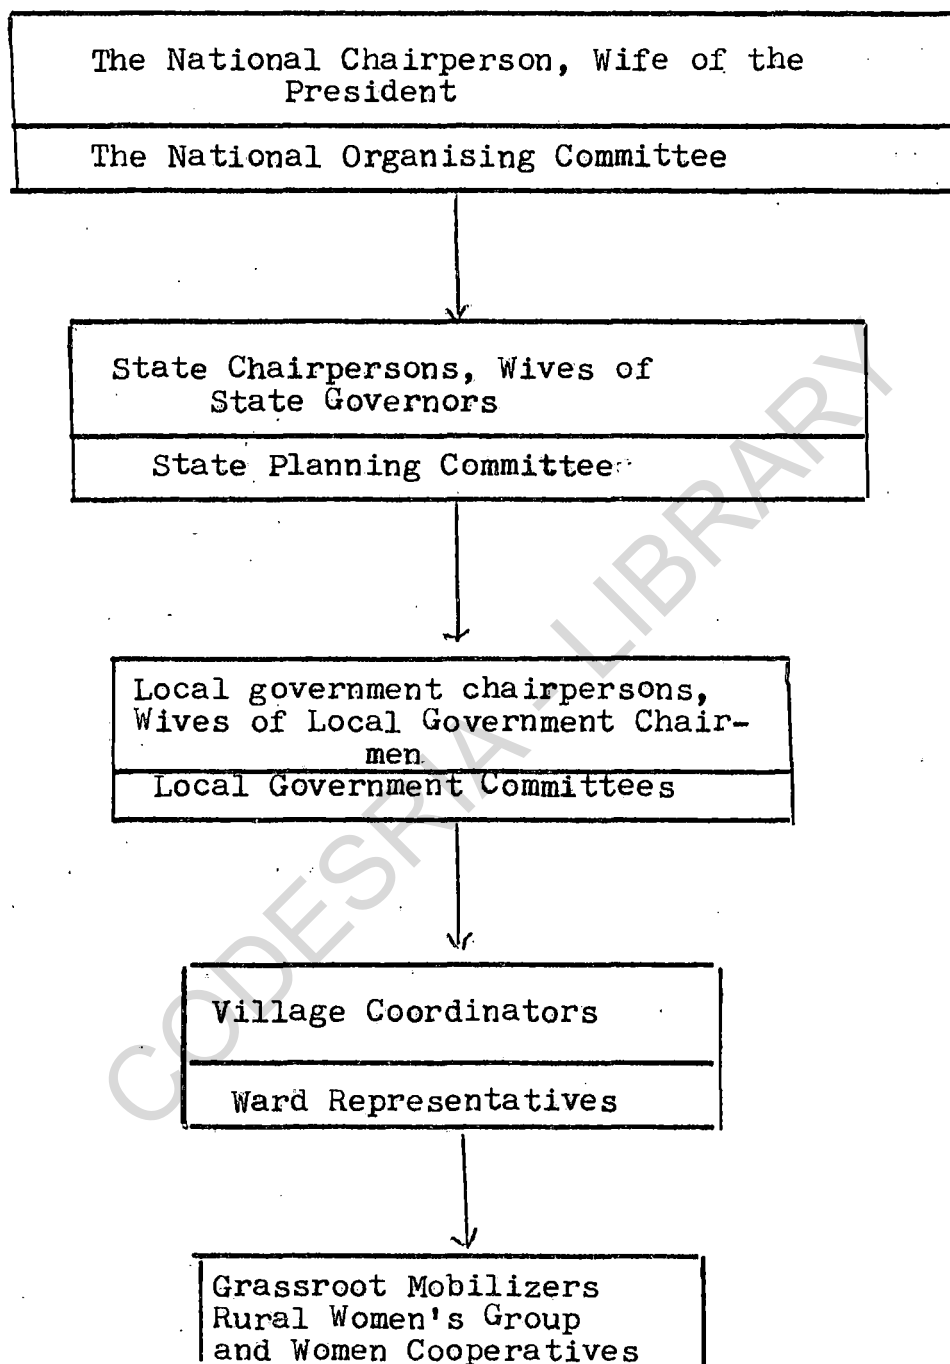 The National Chairperson, Wife of the
President
The National Organising Committee
State Chairpersons, Wives of
State Governors
State Planning Committee
Local government chairpersons,
Wives of Local Government Chair-
men
Local Government Committees
Village Coordinators
Ward Representatives
Grassroot Mobilizers
Rural Women's Group
and Women Cooperatives
CODESRIA - LIBRARY